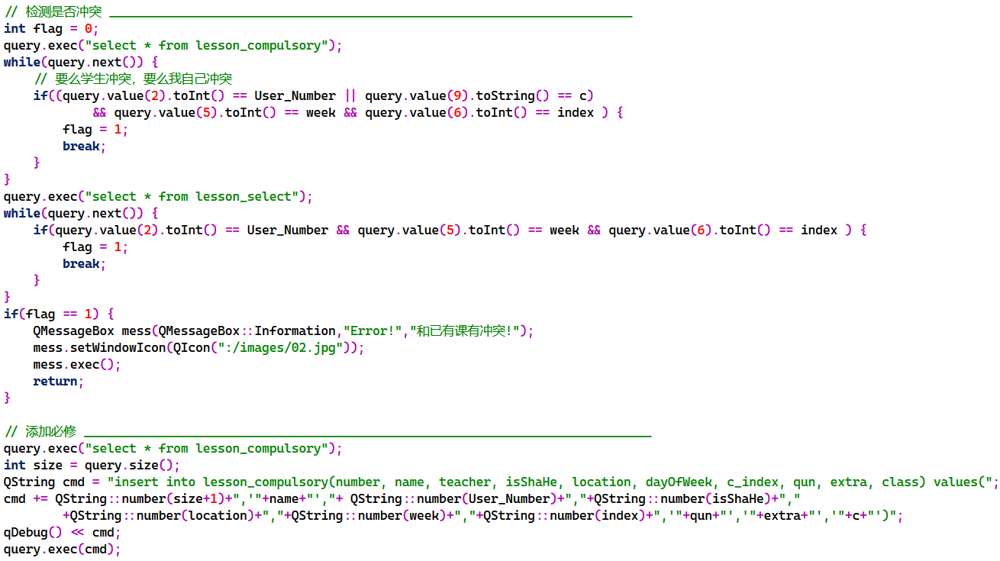 // 检测是否冲突 _______________________________________________________________________
int flag = 0;
query.exec("select * from lesson_compulsory");
while(query.next()) {
    // 要么学生冲突，要么我自己冲突
    if((query.value(2).toInt() == User_Number || query.value(9).toString() == c)
            && query.value(5).toInt() == week && query.value(6).toInt() == index ) {
        flag = 1;
        break;
    }
}
query.exec("select * from lesson_select");
while(query.next()) {
    if(query.value(2).toInt() == User_Number && query.value(5).toInt() == week && query.value(6).toInt() == index ) {
        flag = 1;
        break;
    }
}
if(flag == 1) {
    QMessageBox mess(QMessageBox::Information,"Error!","和已有课有冲突!");
    mess.setWindowIcon(QIcon(":/images/02.jpg"));
    mess.exec();
    return;
}
// 添加必修 _____________________________________________________________________________
query.exec("select * from lesson_compulsory");
int size = query.size();
QString cmd = "insert into lesson_compulsory(number, name, teacher, isShaHe, location, dayOfWeek, c_index, qun, extra, class) values(";
cmd += QString::number(size+1)+",'"+name+"',"+ QString::number(User_Number)+","+QString::number(isShaHe)+","
        +QString::number(location)+","+QString::number(week)+","+QString::number(index)+",'"+qun+"','"+extra+"','"+c+"')";
qDebug() << cmd;
query.exec(cmd);